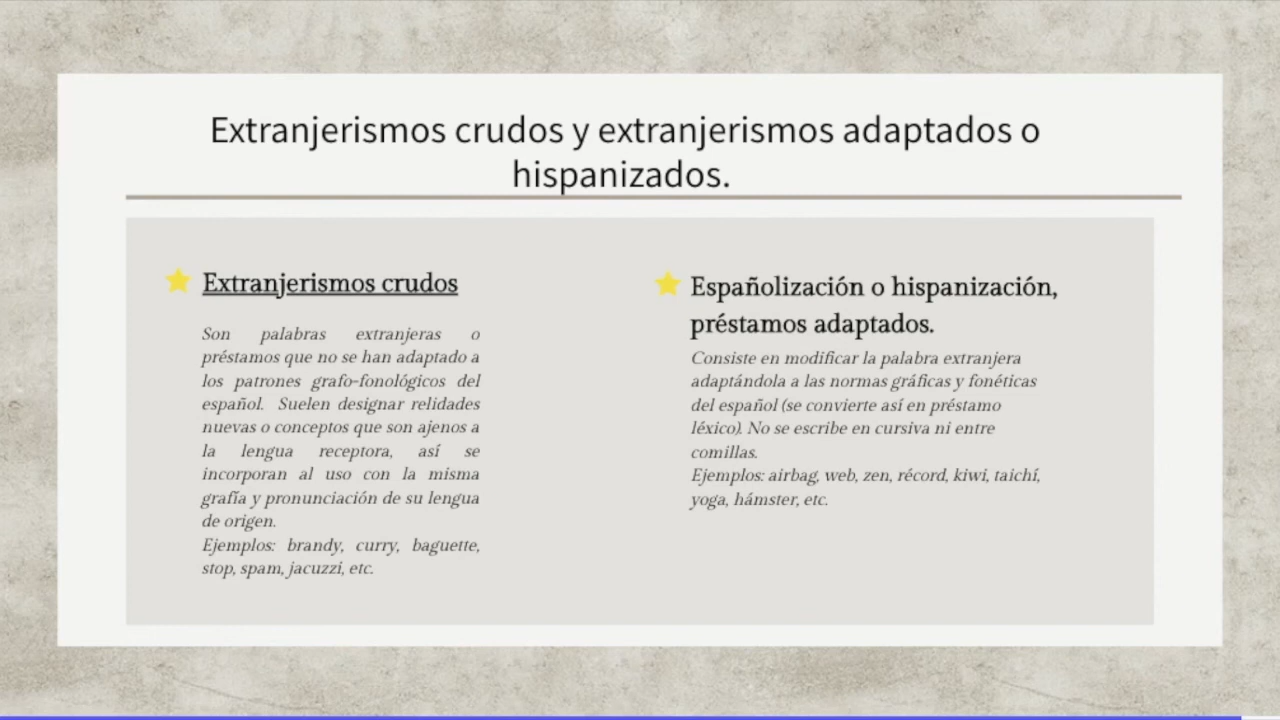 Extranjerismos crudos y extranjerismos adaptados o
hispanizados.
Extranjerismos crudos
Son palabras extranjeras o
préstamos que no se han adaptado a
los patrones grafo-fonológicos del
español. Suelen designar relidades
nuevas o conceptos que son ajenos a
la lengua receptora, así se
incorporan al uso con la misma
grafía y pronunciación de su lengua
de origen.
Ejemplos: brandy, curry, baguette,
stop, spam, jacuzzi, etc.
Españolización o hispanización,
préstamos adaptados.
Consiste en modificar la palabra extranjera
adaptándola a las normas gráficas y fonéticas
del español (se convierte así en préstamo
léxico). No se escribe en cursiva ni entre
comillas.
Ejemplos: airbag, web, zen, récord, kiwi, taichí,
yoga, hámster, etc.